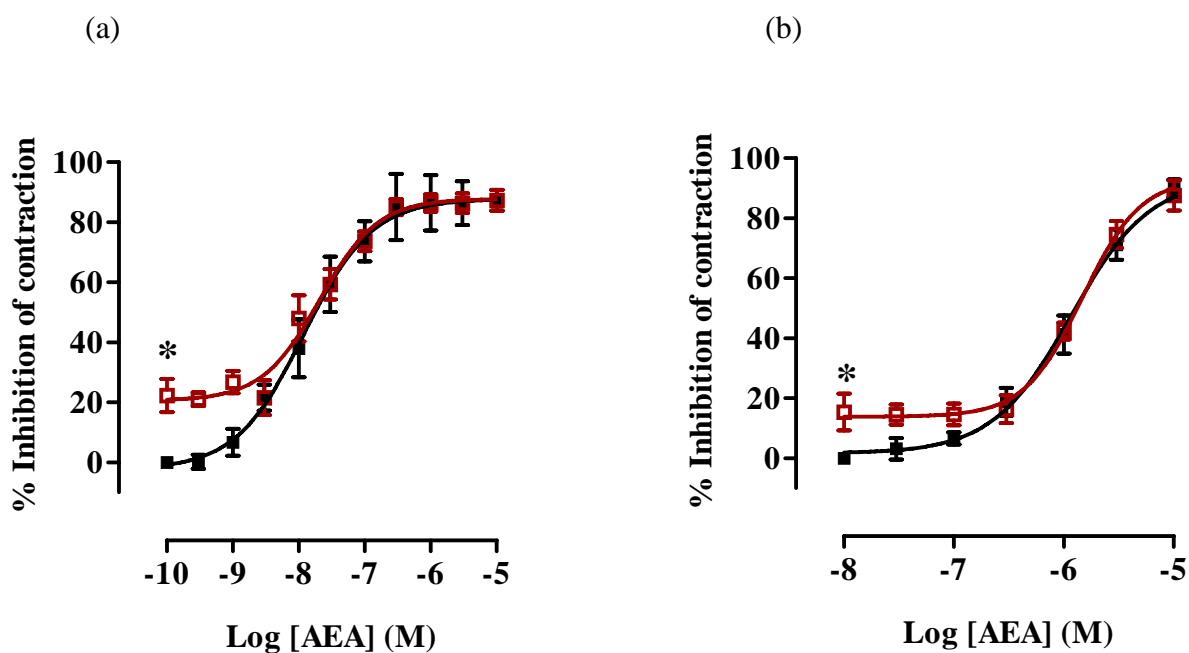 (a)
% Inhibition of contraction
100
80
60
40
20
0
*
-10 -9 -8 -7 -6 -5
Log [AEA] (M)
(b)
% Inhibition of contraction
100
80
60
40
20
0
*
-8 -7 -6 -5
Log [AEA] (M)